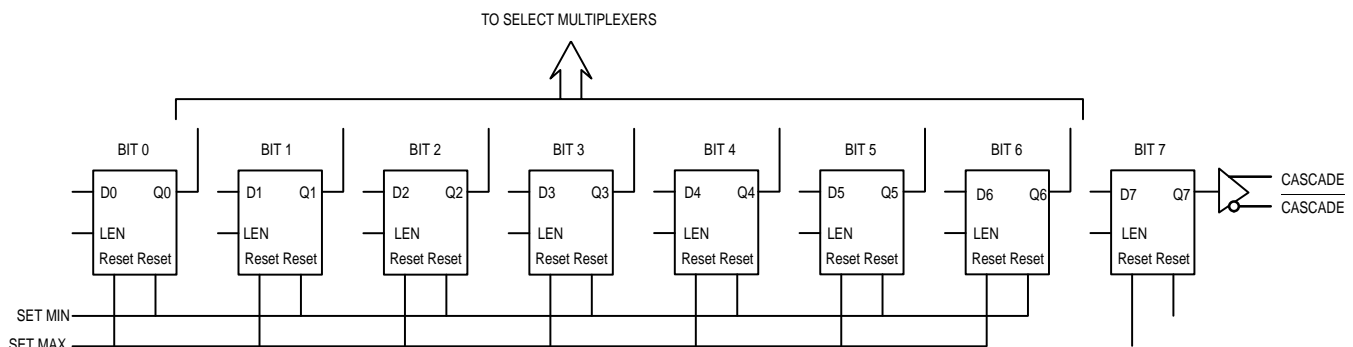 TO SELECT MULTIPLEXERS
BIT 0 BIT 1 BIT 2 BIT 3 BIT 4 BIT 5 BIT 6 BIT 7
D0 Q0 D1 Q1 D2 Q2 D3 Q3 D4 Q4 D5 Q5 D6 Q6 D7 Q7 CASCADE
CASCADE
LEN LEN LEN LEN LEN LEN LEN LEN
Reset Reset Reset Reset Reset Reset Reset Reset Reset Reset Reset Reset Reset Reset Reset Reset
SET MIN
SET MAX